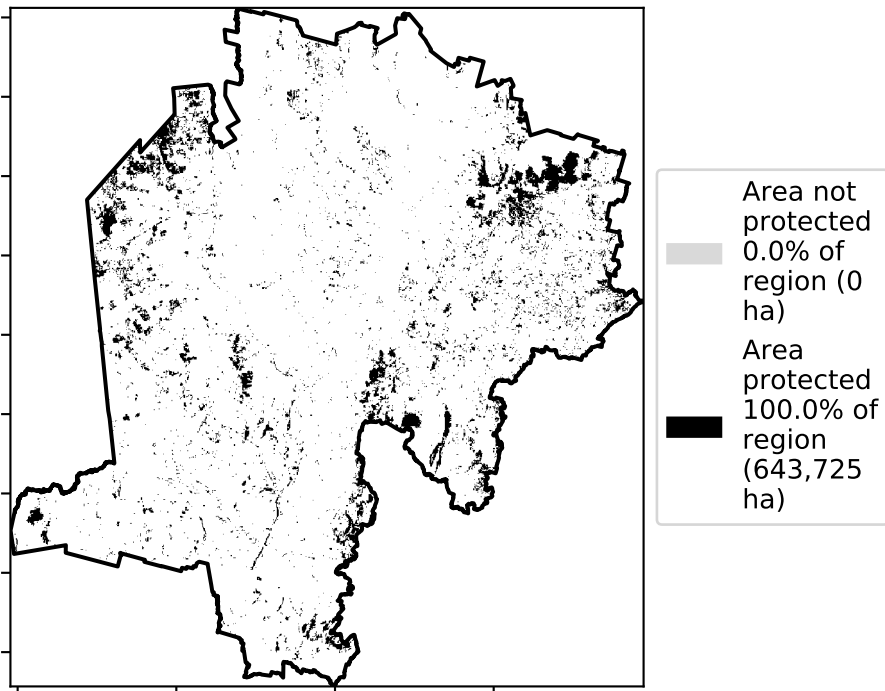 Area not
protected
0.0% of
region (0
ha)
Area
protected
100.0% of
region
(643,725
ha)